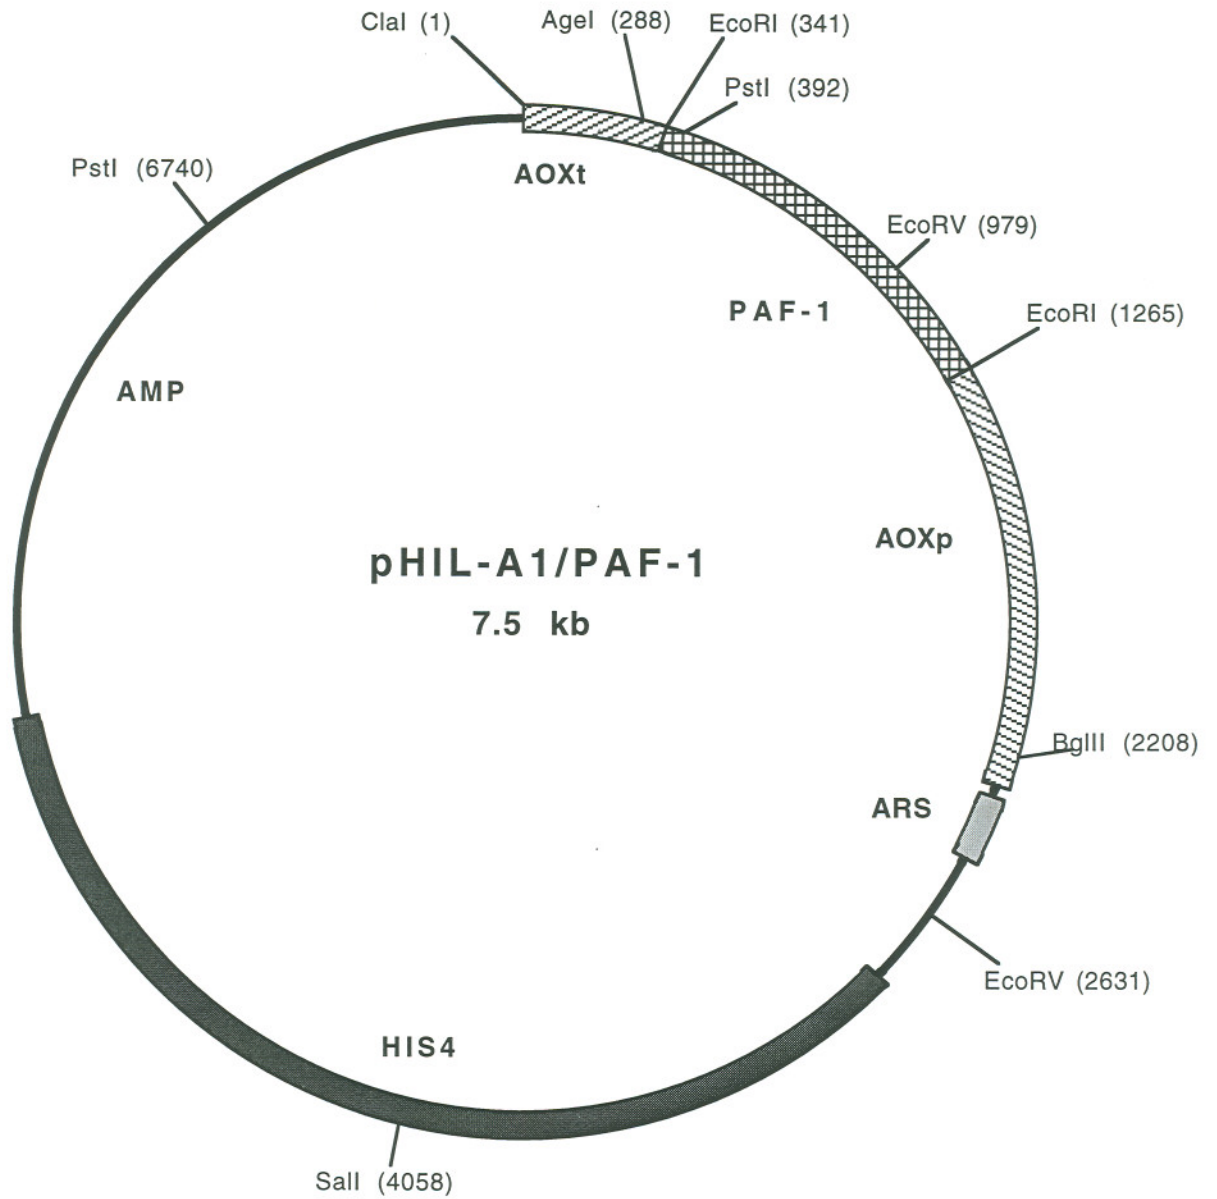 ClaI (1)
AgeI (288)
EcoRI (341)
PstI (392)
PstI (6740)
AOXt
EcoRV (979)
PAF-1
EcoRI (1265)
AMP
AOXp
pHIL-A1/PAF-1
7.5 kb
BglII (2208)
ARS
EcoRV (2631)
HIS4
SalI (4058)